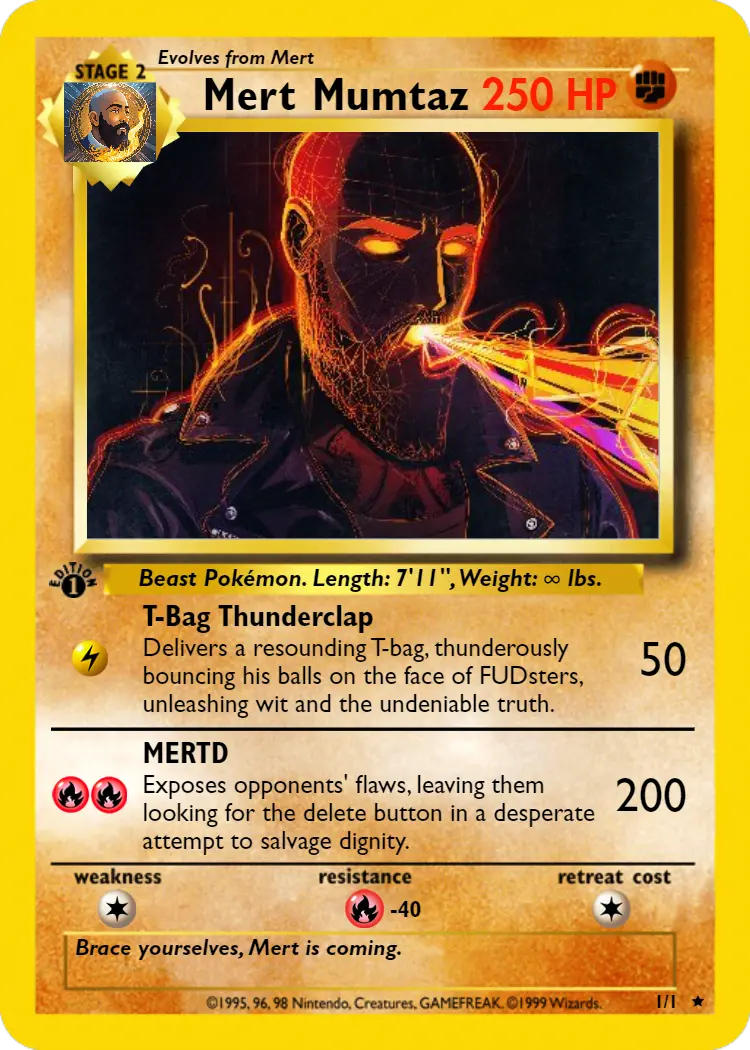 Evolves from Mert
STAGE 2
Mert Mumtaz 250 HP
EDITION
1
Beast Pokémon. Length: 7'11", Weight: ∞ lbs.
T-Bag Thunderclap
Delivers a resounding T-bag, thunderously
bouncing his balls on the face of FUDsters,
unleashing wit and the undeniable truth.
50
MERTD
Exposes opponents' flaws, leaving them
looking for the delete button in a desperate
attempt to salvage dignity.
200
weakness resistance retreat cost
-40
Brace yourselves, Mert is coming.
©1995, 96, 98 Nintendo, Creatures, GAMEFREAK. ©1999 Wizards. 1/1 ★